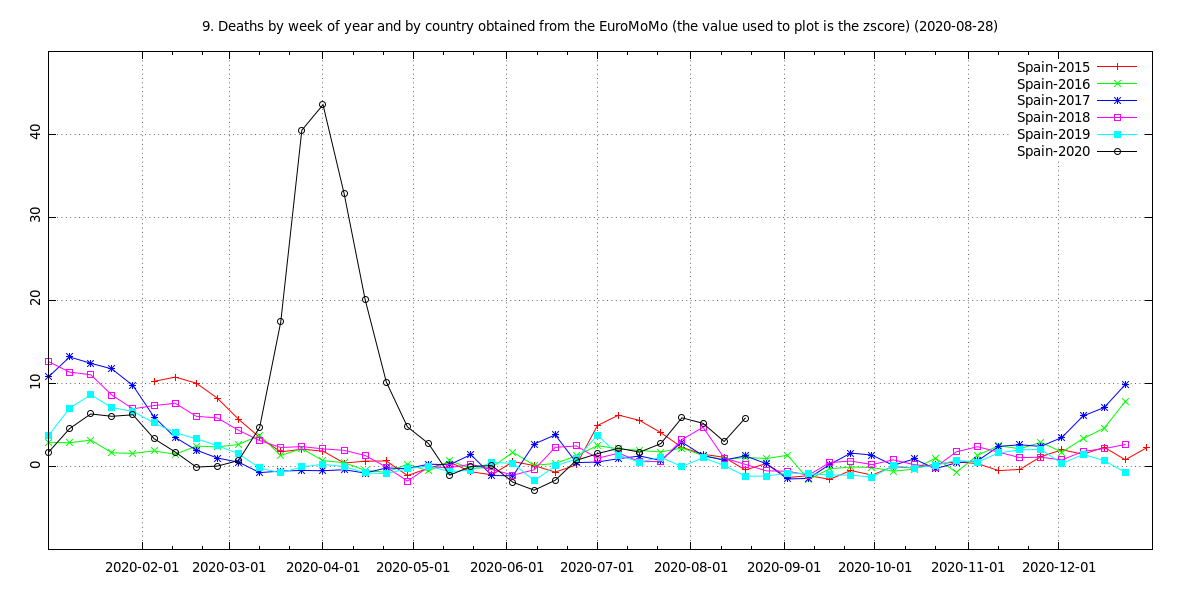 9. Deaths by week of year and by country obtained from the EuroMoMo (the value used to plot is the zscore) (2020-08-28)
Spain-2015
Spain-2016
Spain-2017
Spain-2018
Spain-2019
Spain-2020
40
30
20
10
0
2020-02-01 2020-03-01 2020-04-01 2020-05-01 2020-06-01 2020-07-01 2020-08-01 2020-09-01 2020-10-01 2020-11-01 2020-12-01